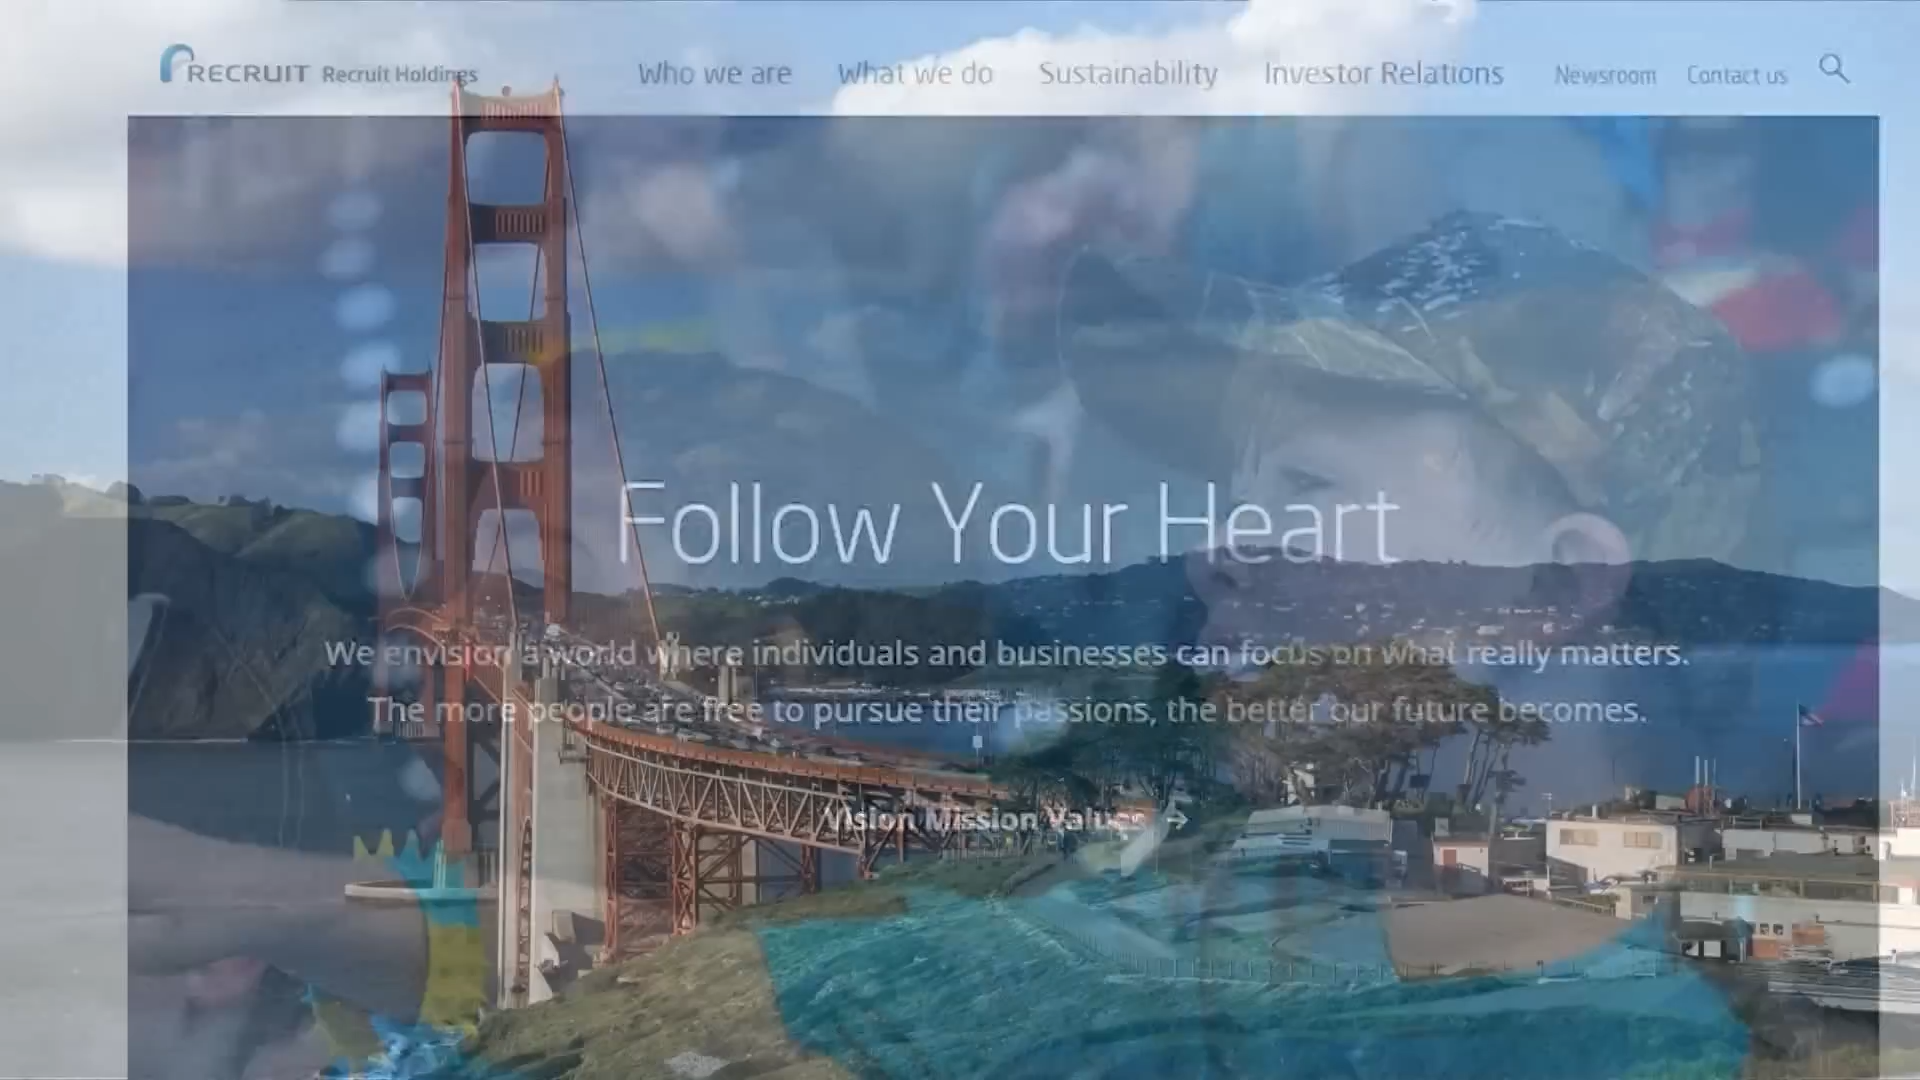 RECRUIT Recruit Holdings Who we are What we do Sustainability Investor Relations Newsroom Contact us
Follow Your Heart
We envision a world where individuals and businesses can focus on what really matters.
The more people are free to pursue their passions, the better our future becomes.
Vision Mission Values →